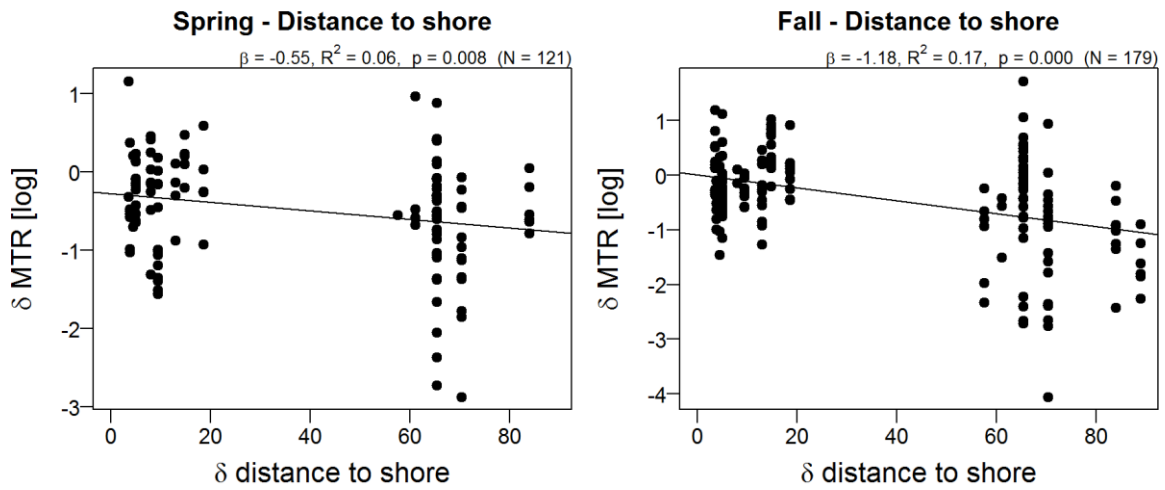 Spring - Distance to shore
β = -0.55, R² = 0.06, p = 0.008 (N = 121)
1
0
-1
-2
-3
δ MTR [log]
0 20 40 60 80
δ distance to shore
Fall - Distance to shore
β = -1.18, R² = 0.17, p = 0.000 (N = 179)
1
0
-1
-2
-3
-4
δ MTR [log]
0 20 40 60 80
δ distance to shore